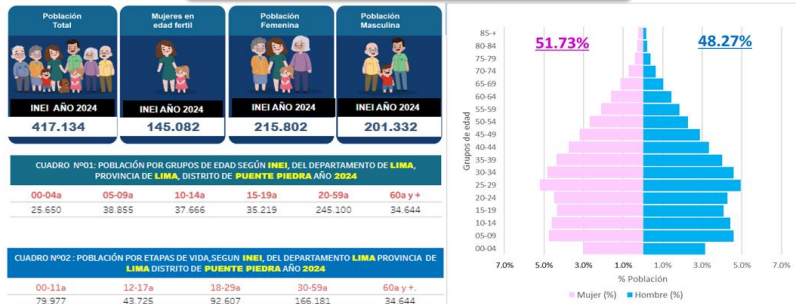 Población
Total
INEI AÑO 2024
417.134
Mujeres en
edad fertil
INEI AÑO 2024
145.082
Población
Femenina
INEI AÑO 2024
215.802
Población
Masculina
INEI AÑO 2024
201.332
CUADRO Nº01: POBLACIÓN POR GRUPOS DE EDAD SEGÚN INEI, DEL DEPARTAMENTO DE LIMA,
PROVINCIA DE LIMA, DISTRITO DE PUENTE PIEDRA AÑO 2024
00-04a 05-09a 10-14a 15-19a 20-59a 60a y +
25.650 38.855 37.666 35.219 245.100 34.644
CUADRO Nº02 : POBLACIÓN POR ETAPAS DE VIDA,SEGUN INEI, DEL DEPARTAMENTO LIMA PROVINCIA DE
LIMA DISTRITO DE PUENTE PIEDRA AÑO 2024
00-11a 12-17a 18-29a 30-59a 60a y +.
79.977 43.725 92.607 166.181 34.644
51.73% 48.27%
Grupos de edad
85-+
80-84
75-79
70-74
65-69
60-64
55-59
50-54
45-49
40-44
35-39
30-34
25-29
20-24
15-19
10-14
05-09
00-04
7.0% 5.0% 3.0% 1.0% 1.0% 3.0% 5.0% 7.0%
% Población
Mujer (%) Hombre (%)